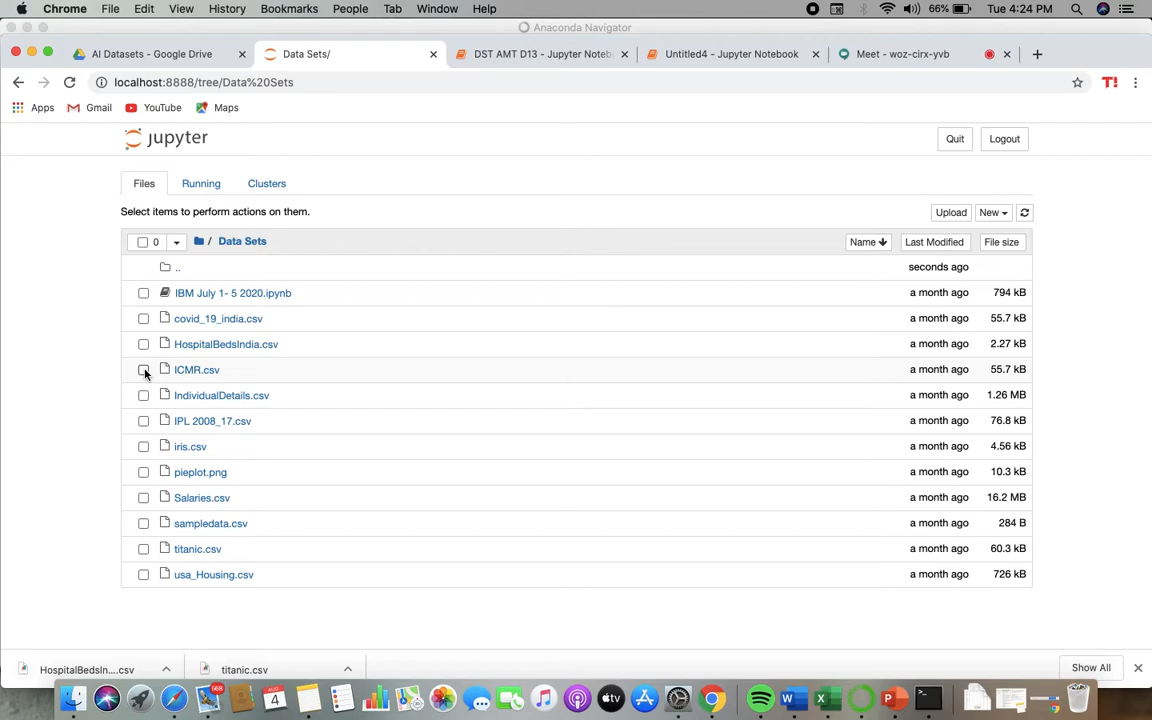 Chrome File Edit View History Bookmarks People Tab Window Help 66% Tue 4:24 PM
Anaconda Navigator
AI Datasets - Google Drive Data Sets/ DST AMT D13 - Jupyter Noteb Untitled4 - Jupyter Notebook Meet - woz-cirx-yvb
localhost:8888/tree/Data%20Sets T!
Apps Gmail YouTube Maps
jupyter Quit Logout
Files Running Clusters
Select items to perform actions on them. Upload New
0 / Data Sets Name Last Modified File size
.. seconds ago
IBM July 1- 5 2020.ipynb a month ago 794 kB
covid_19_india.csv a month ago 55.7 kB
HospitalBedsIndia.csv a month ago 2.27 kB
ICMR.csv a month ago 55.7 kB
IndividualDetails.csv a month ago 1.26 MB
IPL 2008_17.csv a month ago 76.8 kB
iris.csv a month ago 4.56 kB
pieplot.png a month ago 10.3 kB
Salaries.csv a month ago 16.2 MB
sampledata.csv a month ago 284 B
titanic.csv a month ago 60.3 kB
usa_Housing.csv a month ago 726 kB
HospitalBedsIn....csv titanic.csv Show All
568 AUG 4 tv W X P